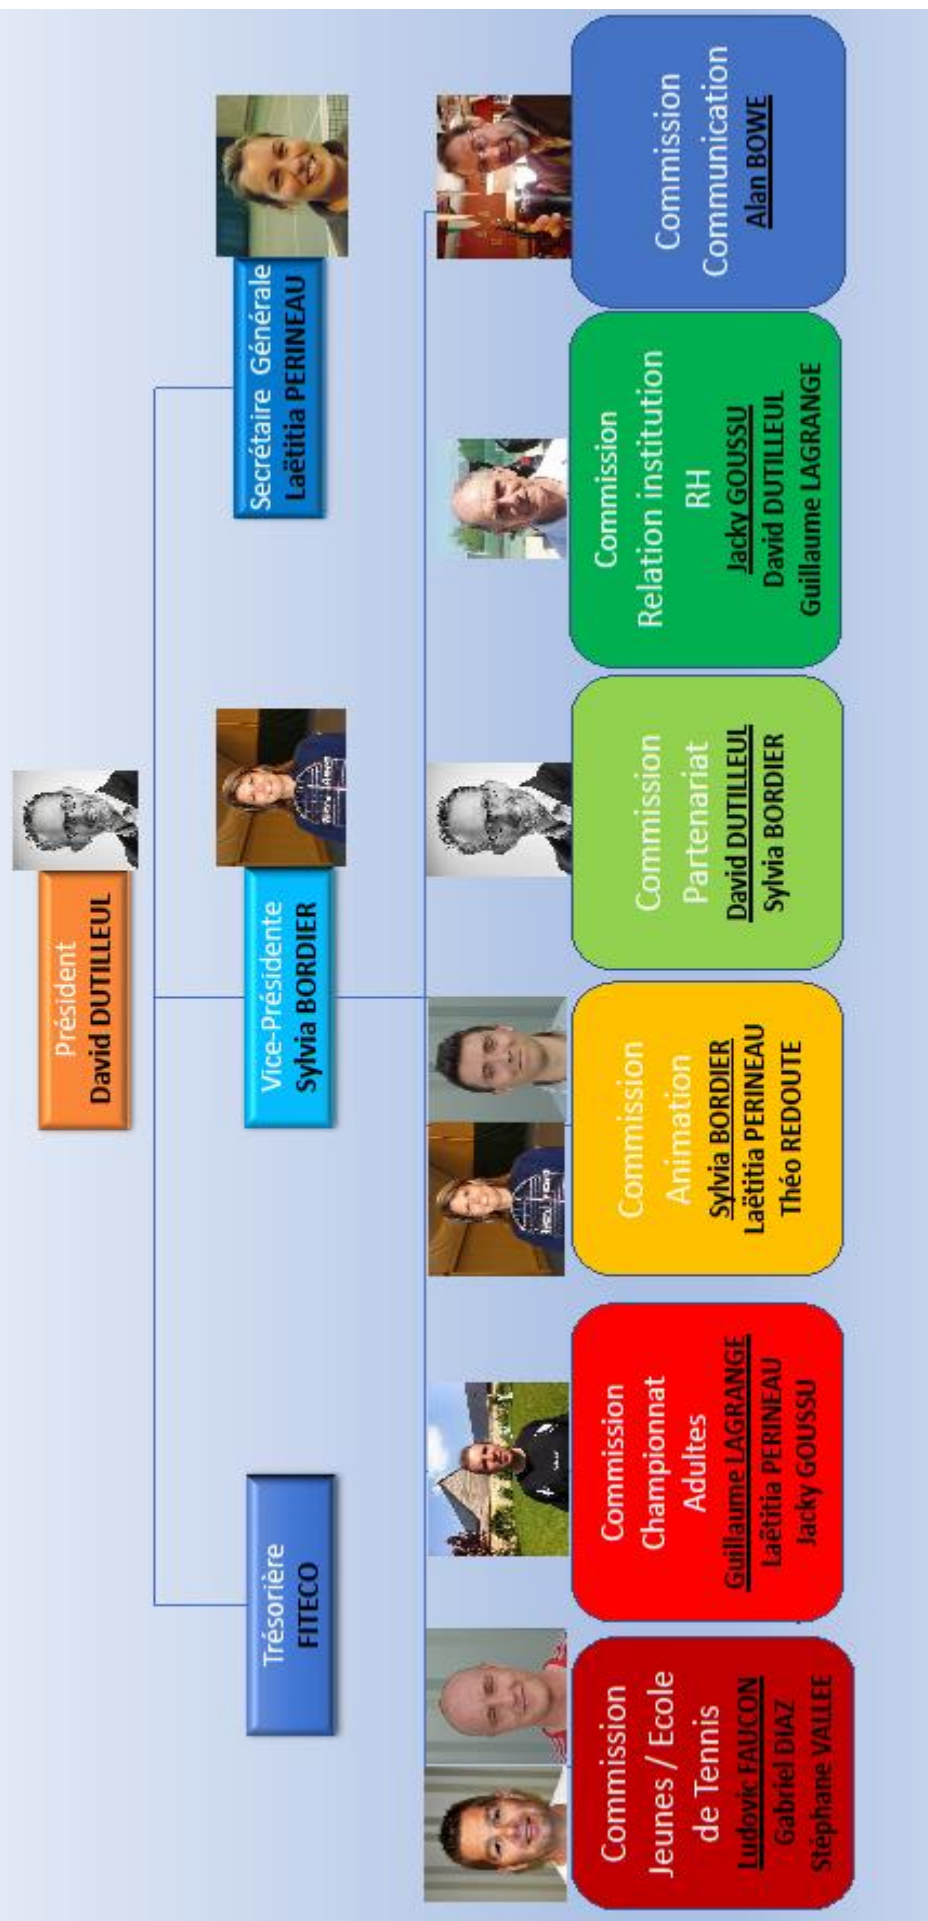 Président
David DUTILLEUL
Trésorière
FITECO
Vice-Présidente
Sylvia BORDIER
Secrétaire Générale
Laëtitia PERINEAU
Commission
Jeunes / Ecole
de Tennis
Ludovic FAUCON
Gabriel DIAZ
Stéphane VALLEE
Commission
Championnat
Adultes
Guillaume LAGRANGE
Laëtitia PERINEAU
Jacky GOUSSU
Commission
Animation
Sylvia BORDIER
Laëtitia PERINEAU
Théo REDOUTE
Commission
Partenariat
David DUTILLEUL
Sylvia BORDIER
Commission
Relation institution
RH
Jacky GOUSSU
David DUTILLEUL
Guillaume LAGRANGE
Commission
Communication
Alan BOWE